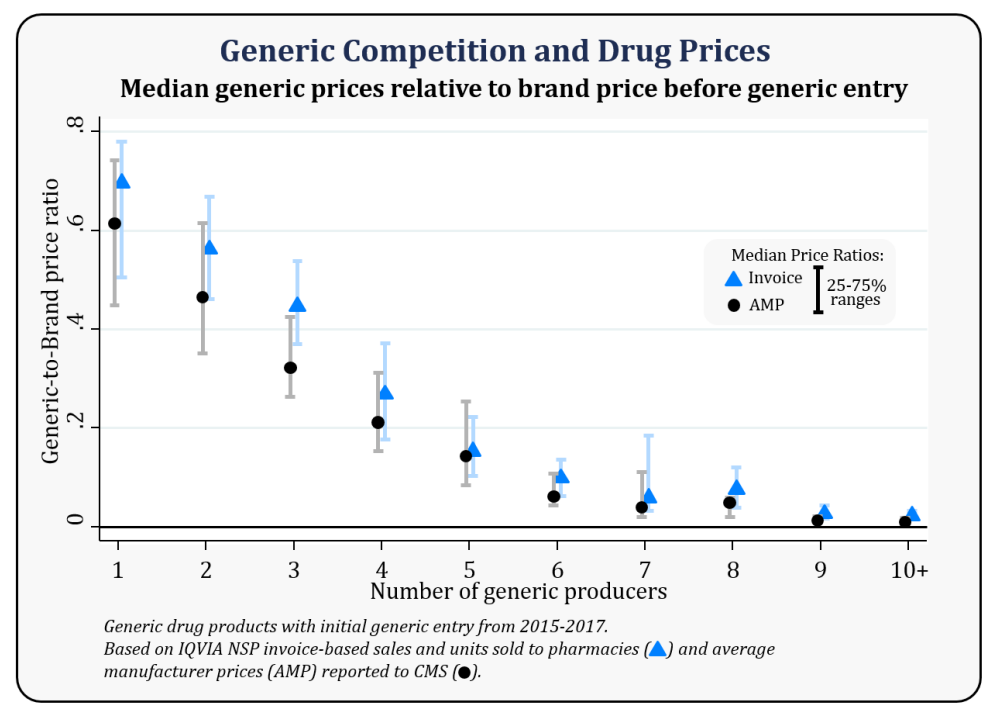 Generic Competition and Drug Prices
Median generic prices relative to brand price before generic entry
Generic-to-Brand price ratio
.8
.6
.4
.2
0
Median Price Ratios:
Invoice
AMP
25-75%
ranges
1 2 3 4 5 6 7 8 9 10+
Number of generic producers
Generic drug products with initial generic entry from 2015-2017.
Based on IQVIA NSP invoice-based sales and units sold to pharmacies (▲) and average
manufacturer prices (AMP) reported to CMS (●).